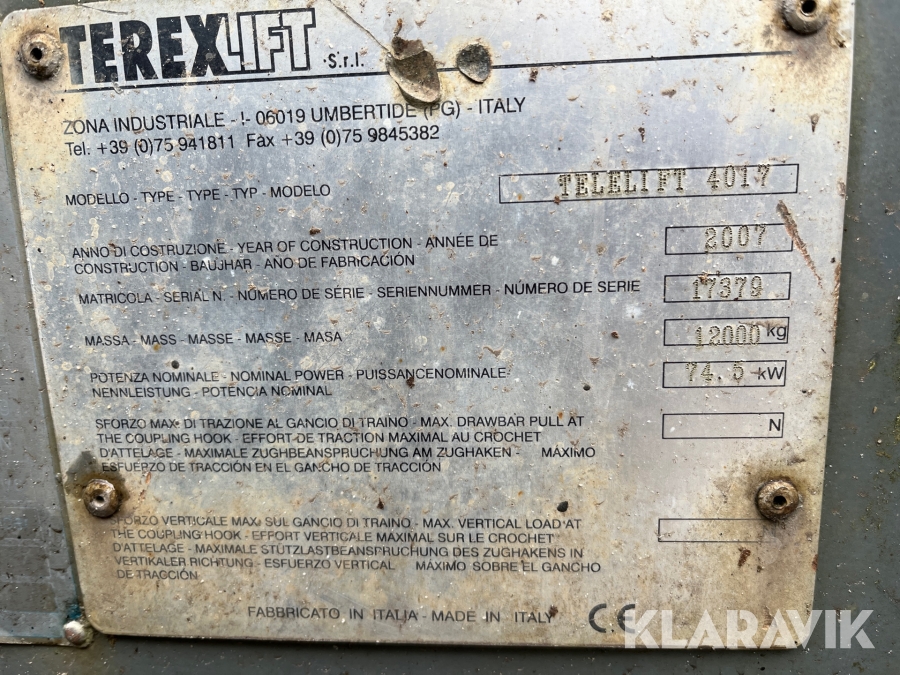 TEREXLIFT S.r.l.
ZONA INDUSTRIALE - I- 06019 UMBERTIDE (PG) - ITALY
Tel. +39 (0)75 941811 Fax +39 (0)75 9845382
MODELLO - TYPE - TYPE - TYP - MODELO TELELIFT 4017
ANNO DI COSTRUZIONE - YEAR OF CONSTRUCTION - ANNÉE DE
CONSTRUCTION - BAUJHAR - AÑO DE FABRICACIÓN 2007
MATRICOLA - SERIAL N. - NUMÉRO DE SÉRIE - SERIENNUMMER - NÚMERO DE SERIE 17379
MASSA - MASS - MASSE - MASSE - MASA 12000 kg
POTENZA NOMINALE - NOMINAL POWER - PUISSANCENOMINALE-
NENNLEISTUNG - POTENCIA NOMINAL 74.5 kW
SFORZO MAX. DI TRAZIONE AL GANCIO DI TRAINO - MAX. DRAWBAR PULL AT
THE COUPLING HOOK - EFFORT DE TRACTION MAXIMAL AU CROCHET
D'ATTELAGE - MAXIMALE ZUGHBEANSPRUCHUNG AM ZUGHAKEN - MÁXIMO
ESFUERZO DE TRACCIÓN EN EL GANCHO DE TRACCIÓN N
SFORZO VERTICALE MAX. SUL GANCIO DI TRAINO - MAX. VERTICAL LOAD AT
THE COUPLING HOOK - EFFORT VERTICALE MAXIMAL SUR LE CROCHET
D'ATTELAGE - MAXIMALE STÜTZLASTBEANSPRUCHUNG DES ZUGHAKENS IN
VERTIKALER RICHTUNG - ESFUERZO VERTICAL MÁXIMO SOBRE EL GANCHO
DE TRACCIÓN
FABBRICATO IN ITALIA - MADE IN ITALY CE
KLARAVIK